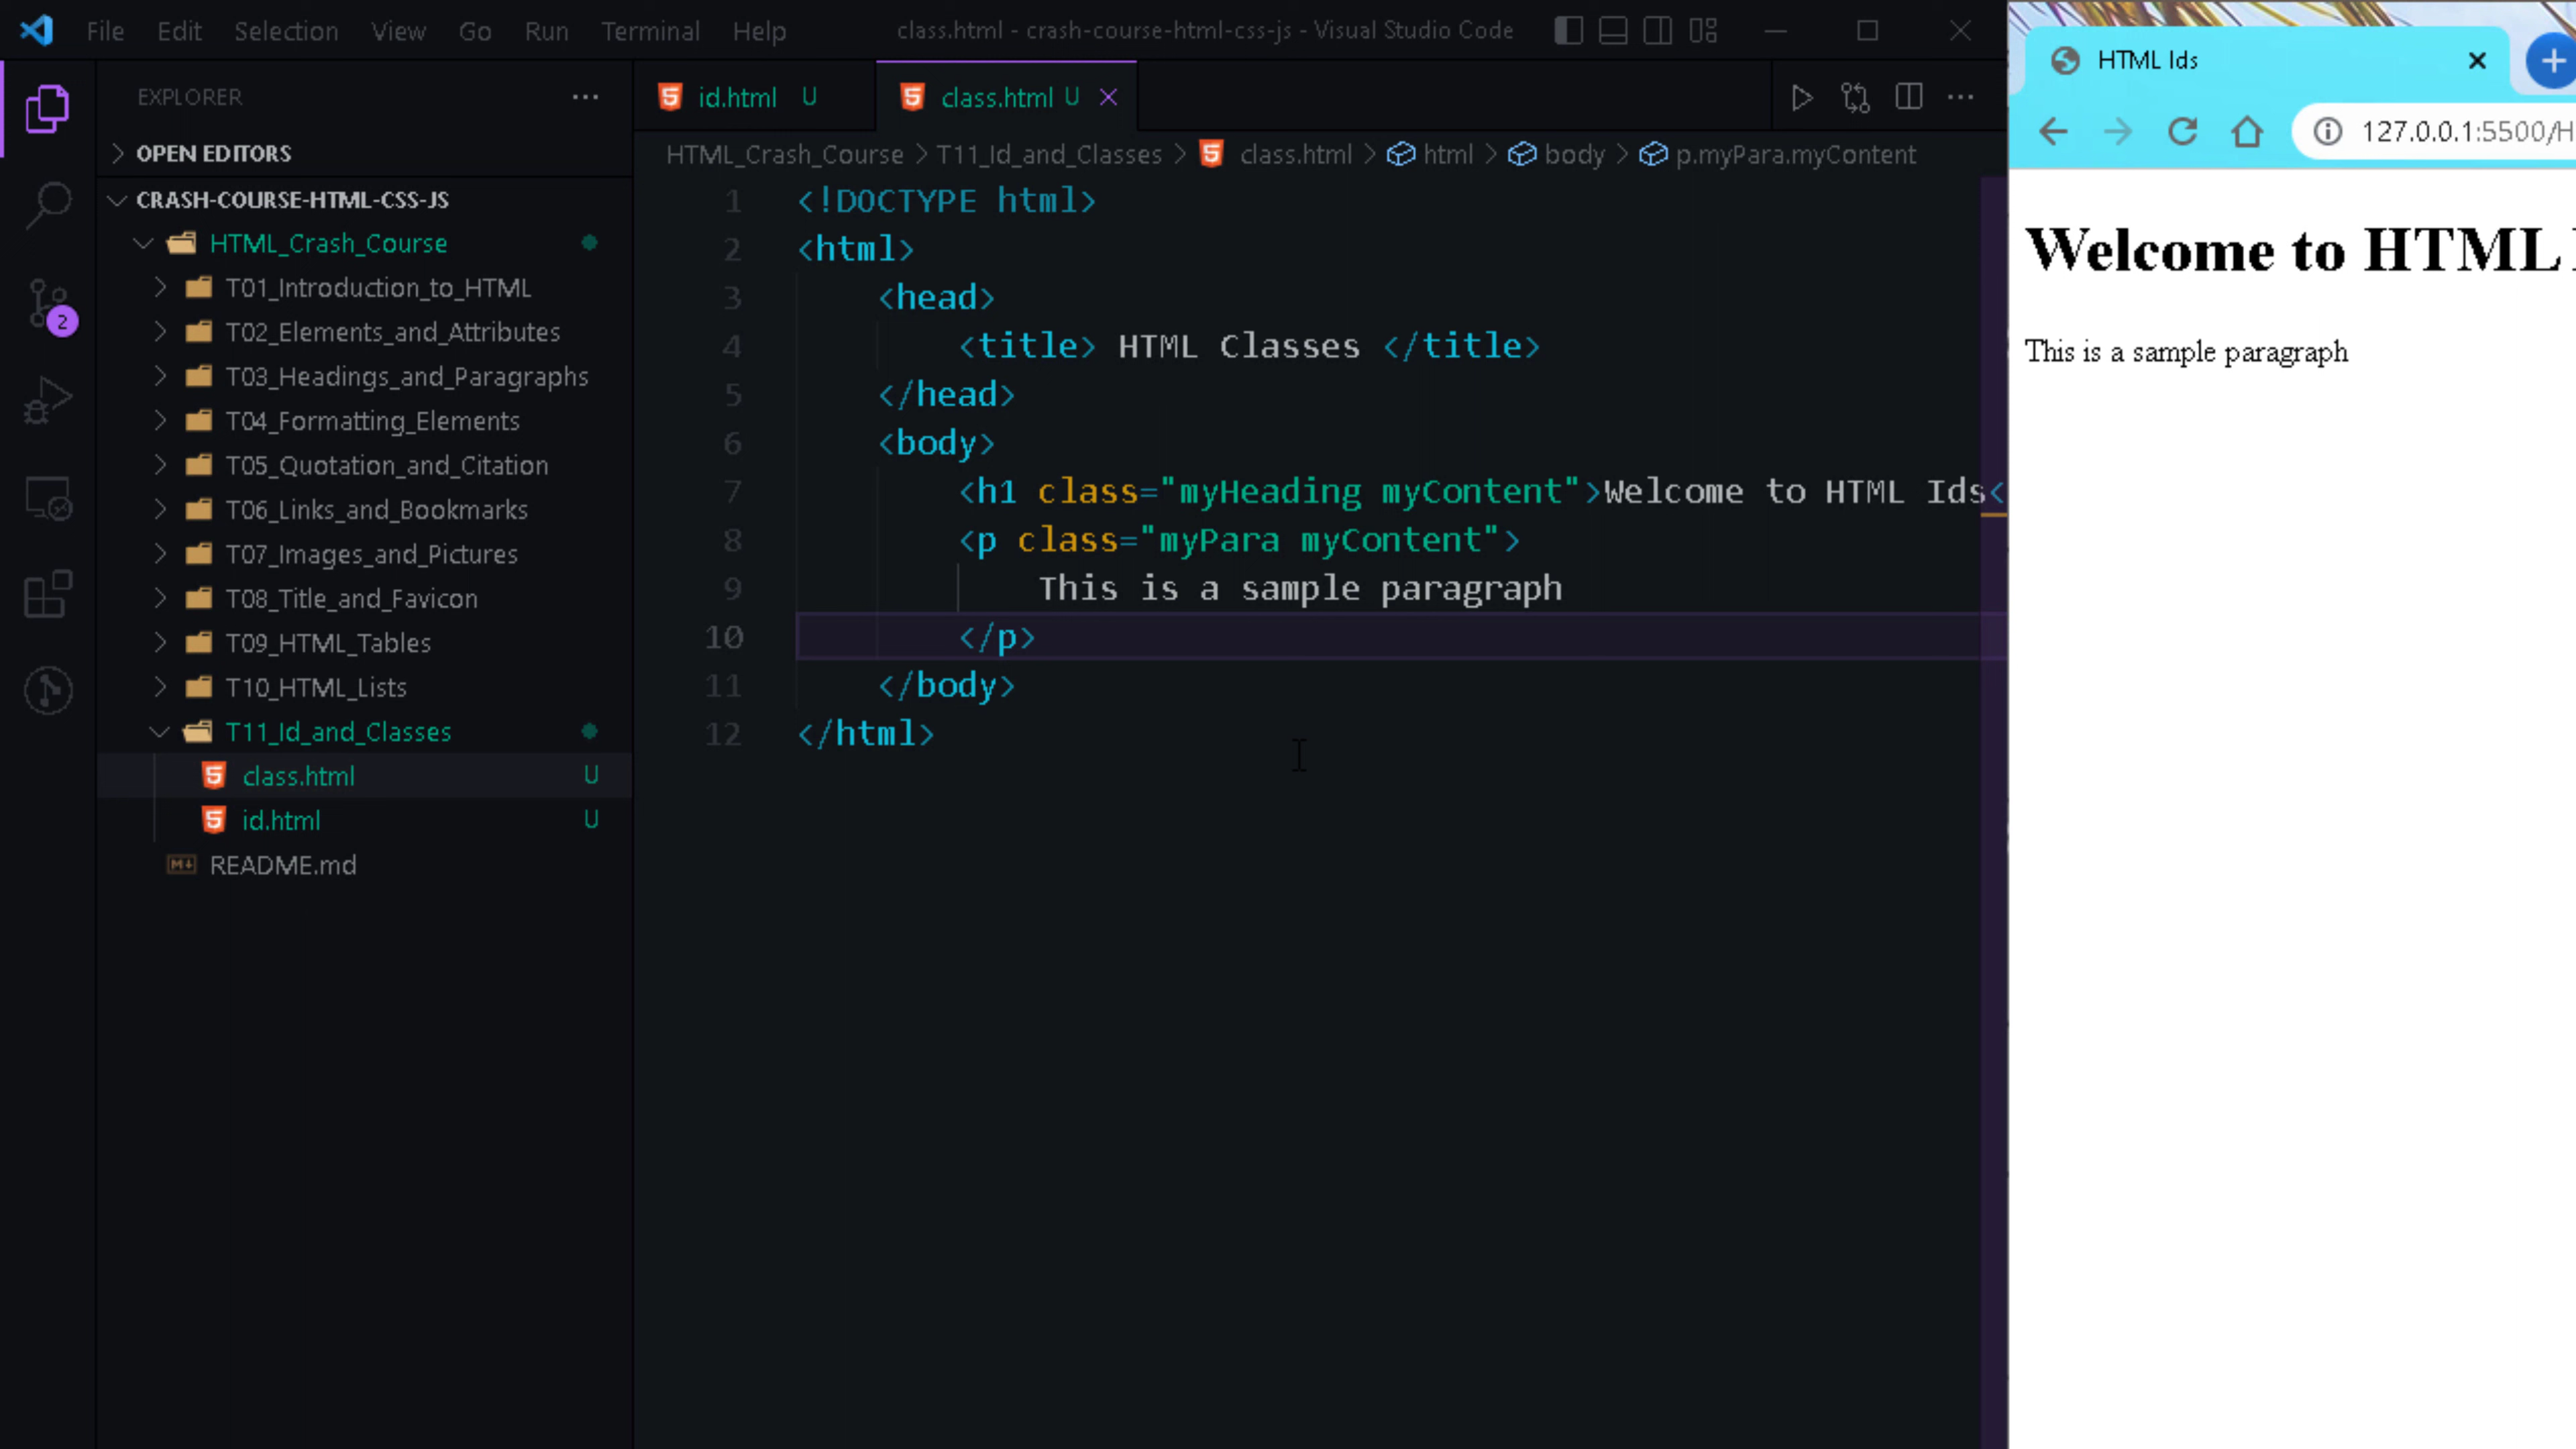 File Edit Selection View Go Run Terminal Help class.html - crash-course-html-css-js - Visual Studio Code
EXPLORER
OPEN EDITORS
CRASH-COURSE-HTML-CSS-JS
HTML_Crash_Course
T01_Introduction_to_HTML
T02_Elements_and_Attributes
T03_Headings_and_Paragraphs
T04_Formatting_Elements
T05_Quotation_and_Citation
T06_Links_and_Bookmarks
T07_Images_and_Pictures
T08_Title_and_Favicon
T09_HTML_Tables
T10_HTML_Lists
T11_Id_and_Classes
class.html U
id.html U
README.md
2
id.html U class.html U
HTML_Crash_Course > T11_Id_and_Classes > class.html > html > body > p.myPara.myContent
1 <!DOCTYPE html>
2 <html>
3 <head>
4 <title> HTML Classes </title>
5 </head>
6 <body>
7 <h1 class="myHeading myContent">Welcome to HTML Ids<
8 <p class="myPara myContent">
9 This is a sample paragraph
10 </p>
11 </body>
12 </html>
HTML Ids
127.0.0.1:5500/H
Welcome to HTML
This is a sample paragraph